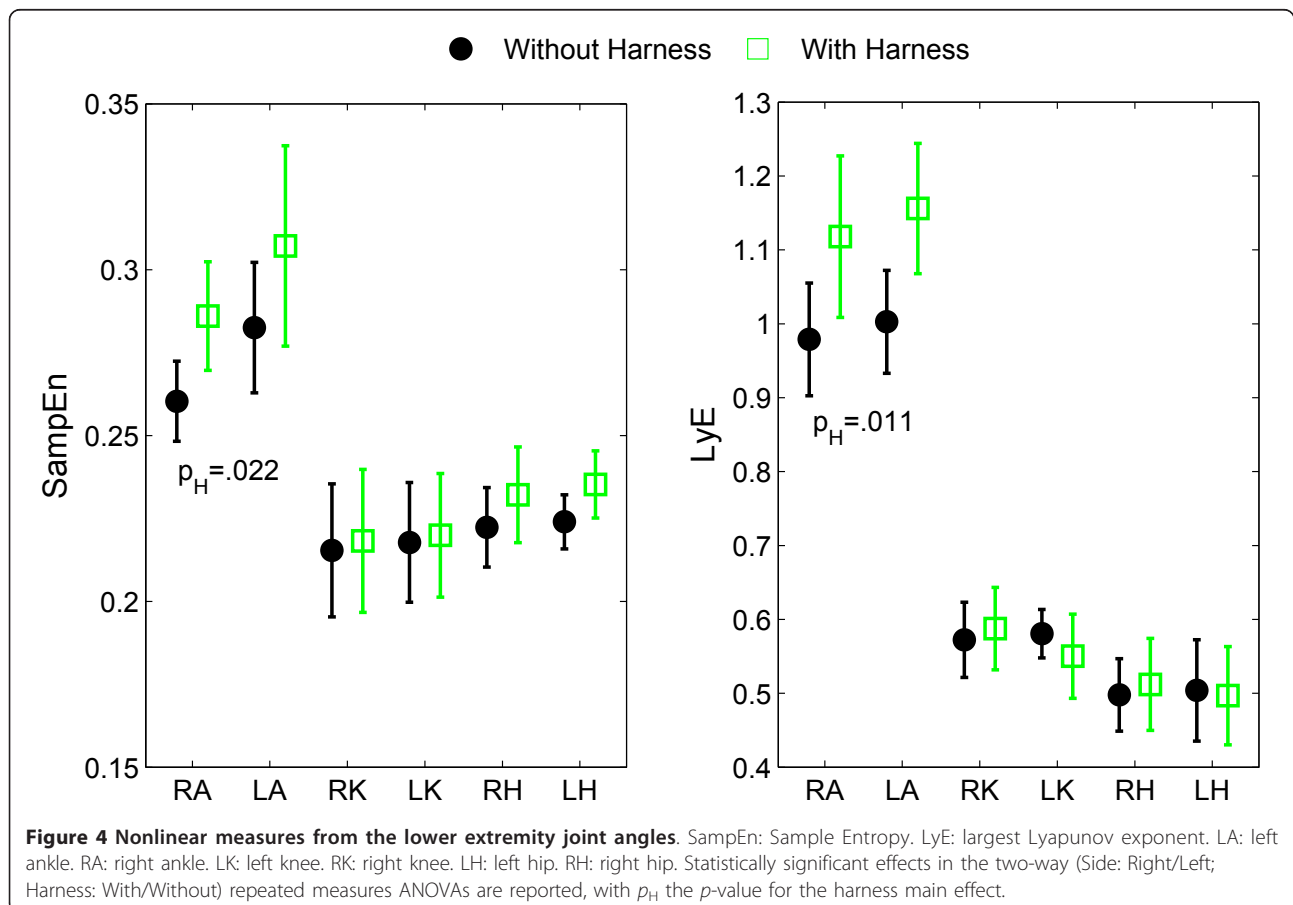 Without Harness With Harness
0.35
0.3
0.25
0.2
0.15
SampEn
p_H=.022
RA LA RK LK RH LH
1.3
1.2
1.1
1
0.9
0.8
0.7
0.6
0.5
0.4
LyE
p_H=.011
RA LA RK LK RH LH
Figure 4 Nonlinear measures from the lower extremity joint angles. SampEn: Sample Entropy. LyE: largest Lyapunov exponent. LA: left
ankle. RA: right ankle. LK: left knee. RK: right knee. LH: left hip. RH: right hip. Statistically significant effects in the two-way (Side: Right/Left;
Harness: With/Without) repeated measures ANOVAs are reported, with p_H the p-value for the harness main effect.